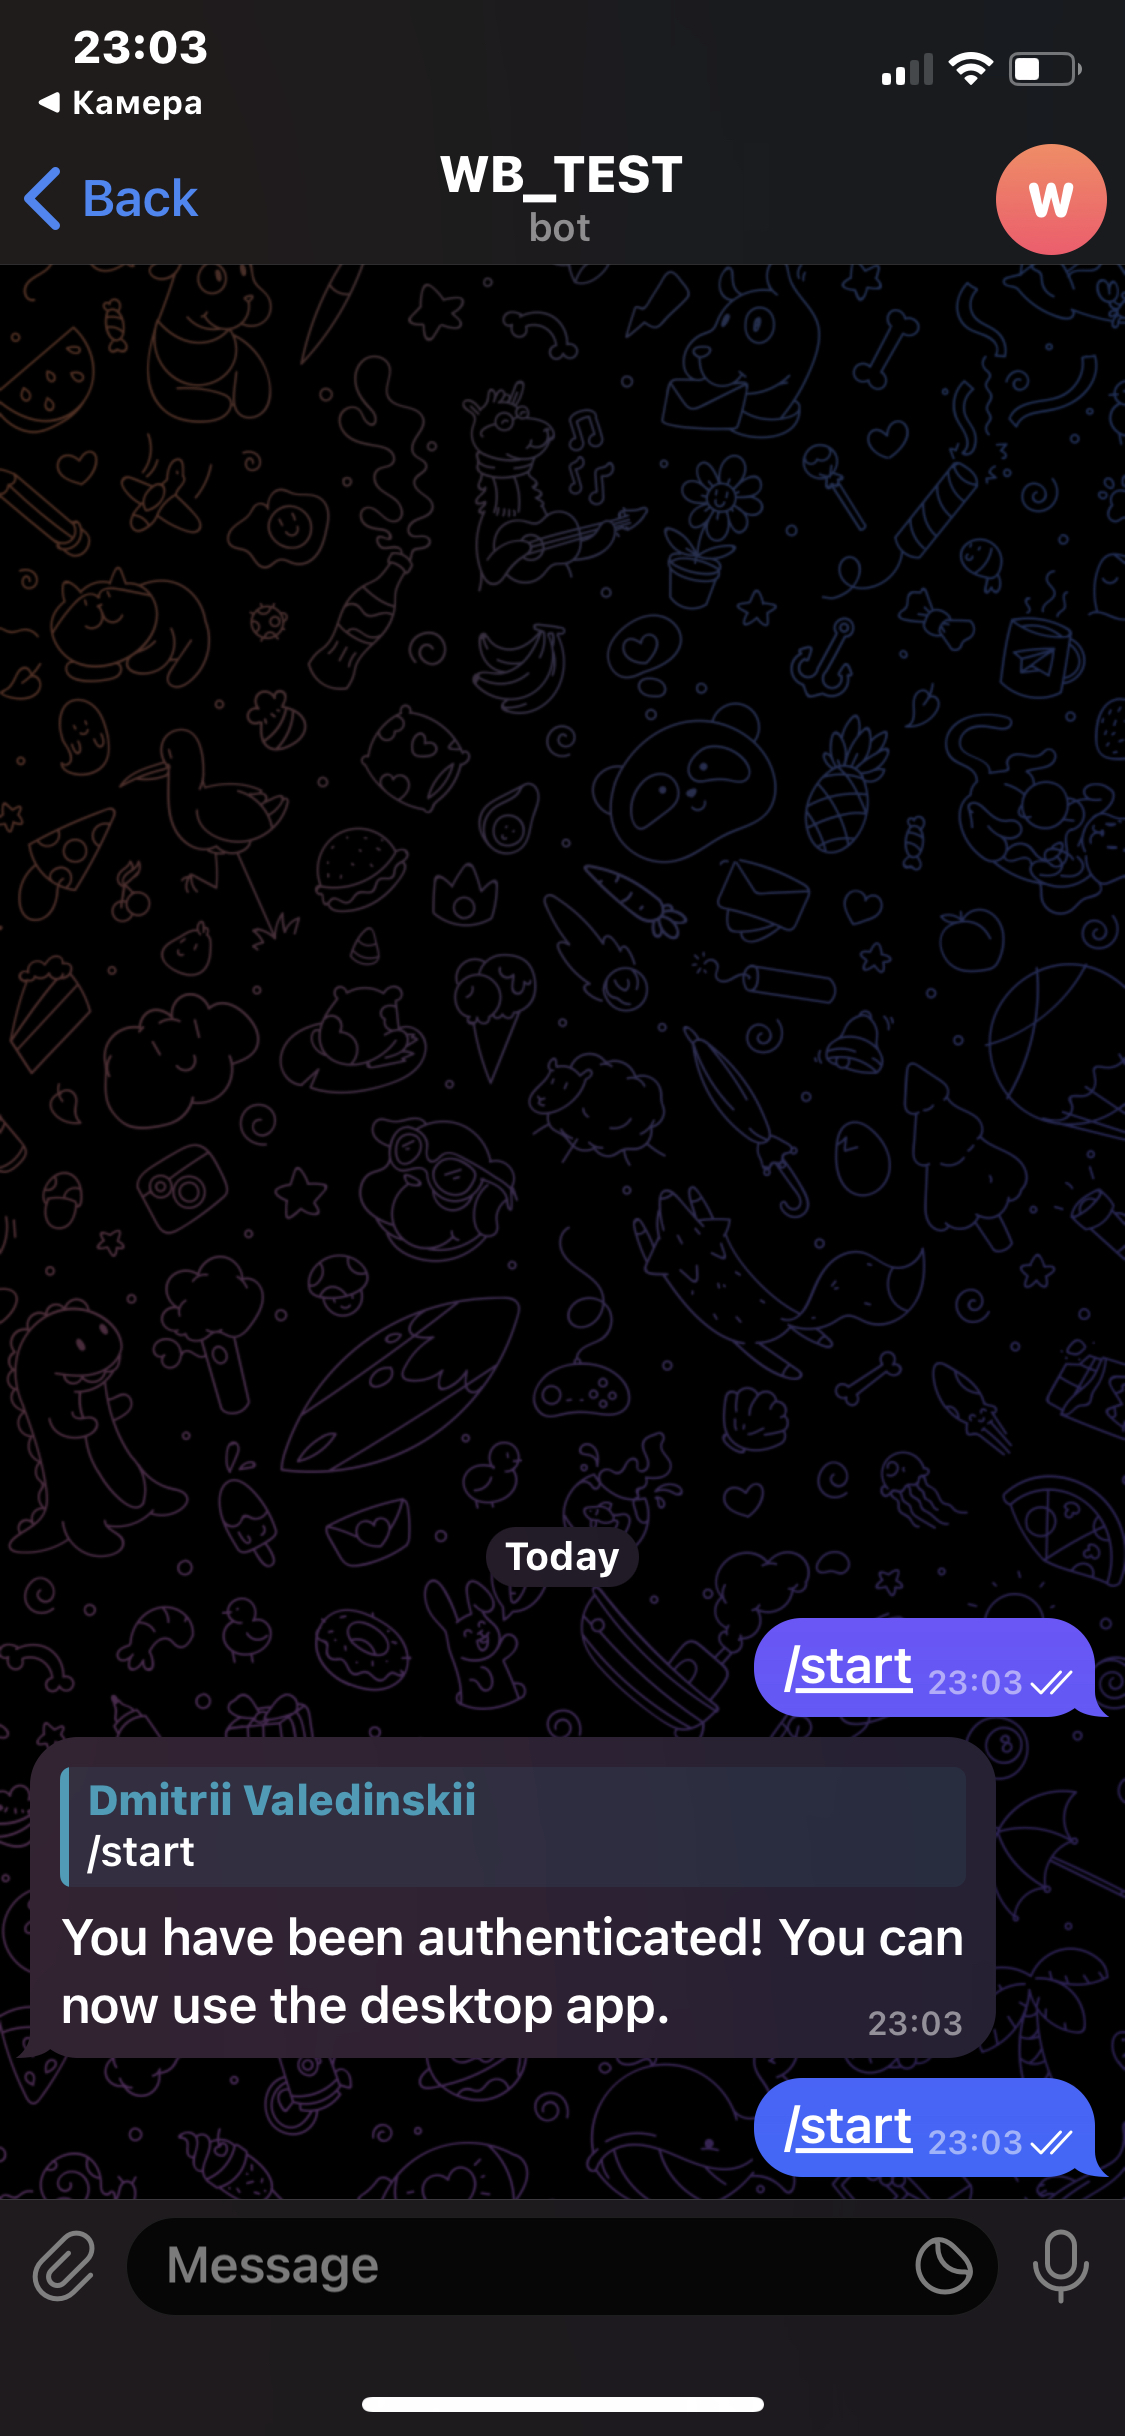 23:03
Камера
Back
WB_TEST
bot
W
Today
/start 23:03
Dmitrii Valedinskii
/start
You have been authenticated! You can
now use the desktop app.
23:03
/start 23:03
Message